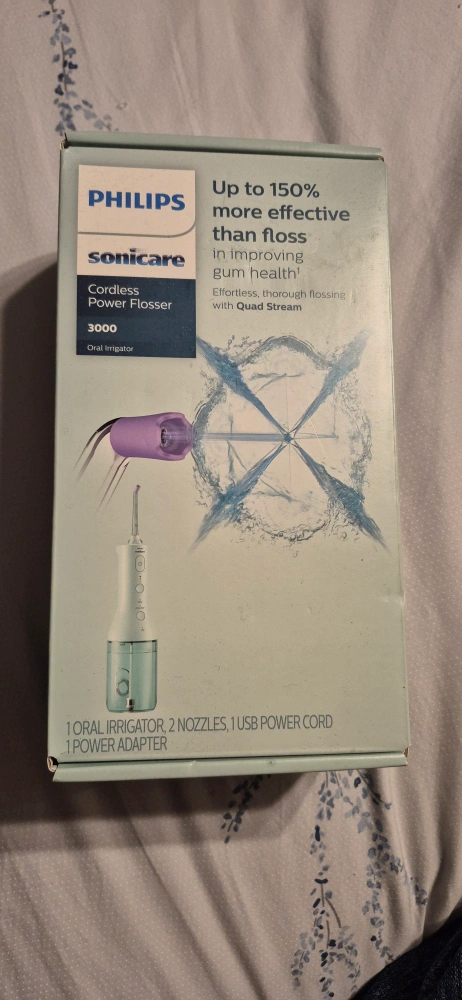 PHILIPS
sonicare
Cordless
Power Flosser
3000
Oral Irrigator
Up to 150%
more effective
than floss
in improving
gum health¹
Effortless, thorough flossing
with Quad Stream
1 ORAL IRRIGATOR, 2 NOZZLES, 1 USB POWER CORD
1 POWER ADAPTER